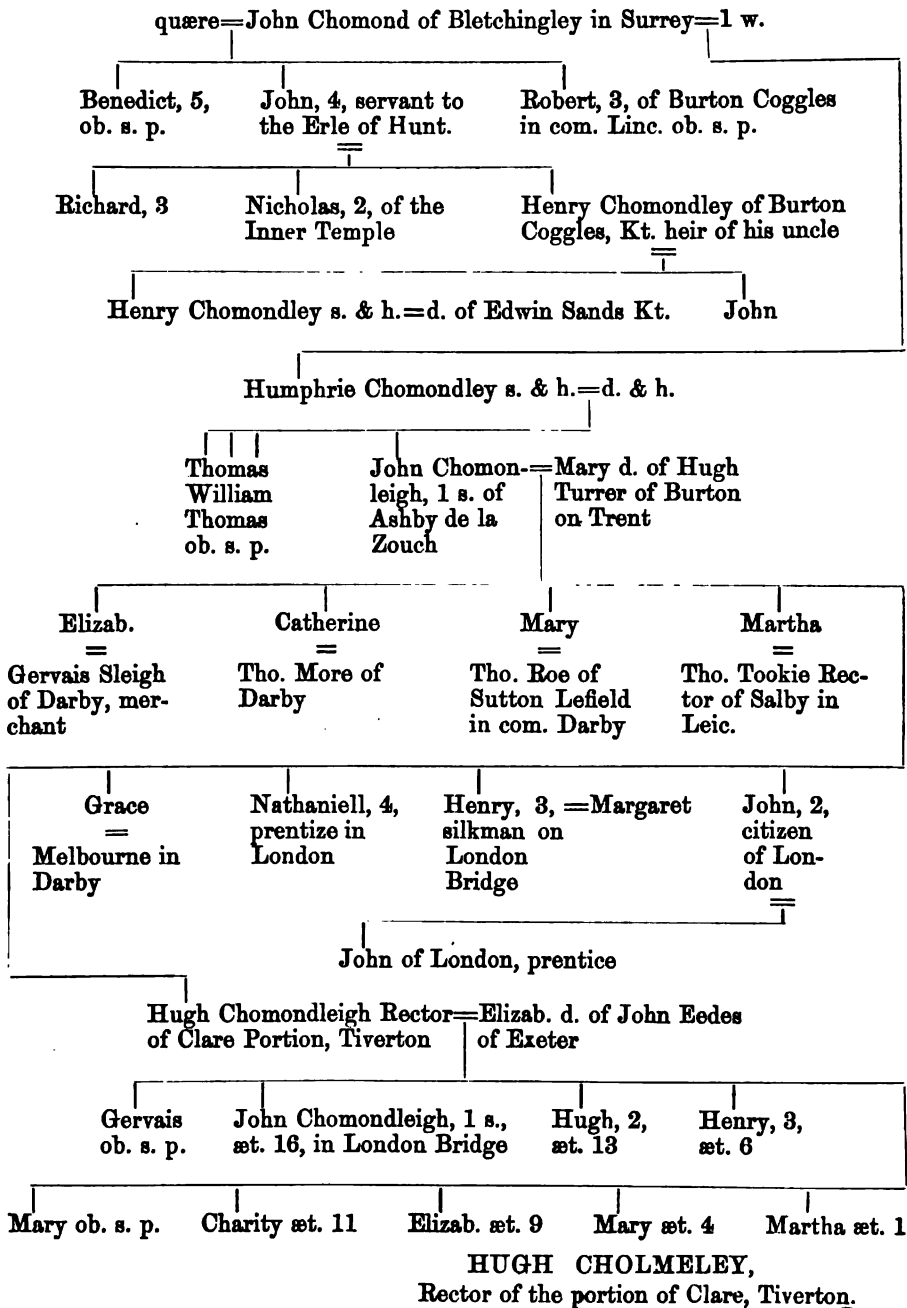 quære=John Chomond of Bletchingley in Surrey=1 w.
Benedict, 5, John, 4, servant to Robert, 3, of Burton Coggles
ob. s. p. the Erle of Hunt. in com. Linc. ob. s. p.
=
Richard, 3 Nicholas, 2, of the Henry Chomondley of Burton
Inner Temple Coggles, Kt. heir of his uncle
=
Henry Chomondley s. & h.=d. of Edwin Sands Kt. John
Humphrie Chomondley s. & h.=d. & h.
Thomas John Chomon-=Mary d. of Hugh
William leigh, 1 s. of Turrer of Burton
Thomas Ashby de la on Trent
ob. s. p. Zouch
Elizab. Catherine Mary Martha
= = = =
Gervais Sleigh Tho. More of Tho. Roe of Tho. Tookie Rec-
of Darby, mer- Darby Sutton Lefield tor of Salby in
chant in com. Darby Leic.
Grace Nathaniell, 4, Henry, 3, =Margaret John, 2,
= prentize in silkman on citizen
Melbourne in London London of Lon-
Darby Bridge don
=
John of London, prentice
Hugh Chomondleigh Rector=Elizab. d. of John Eedes
of Clare Portion, Tiverton of Exeter
Gervais John Chomondleigh, 1 s., Hugh, 2, Henry, 3,
ob. s. p. æt. 16, in London Bridge æt. 13 æt. 6
Mary ob. s. p. Charity æt. 11 Elizab. æt. 9 Mary æt. 4 Martha æt. 1
HUGH CHOLMELEY,
Rector of the portion of Clare, Tiverton.